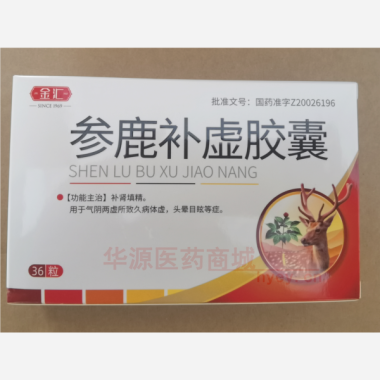 金汇
SINCE 1969
批准文号：国药准字Z20026196
参鹿补虚胶囊
SHEN LU BU XU JIAO NANG
【功能主治】补肾填精。
用于气阴两虚所致久病体虚，头晕目眩等症。
华源医药商城
36粒